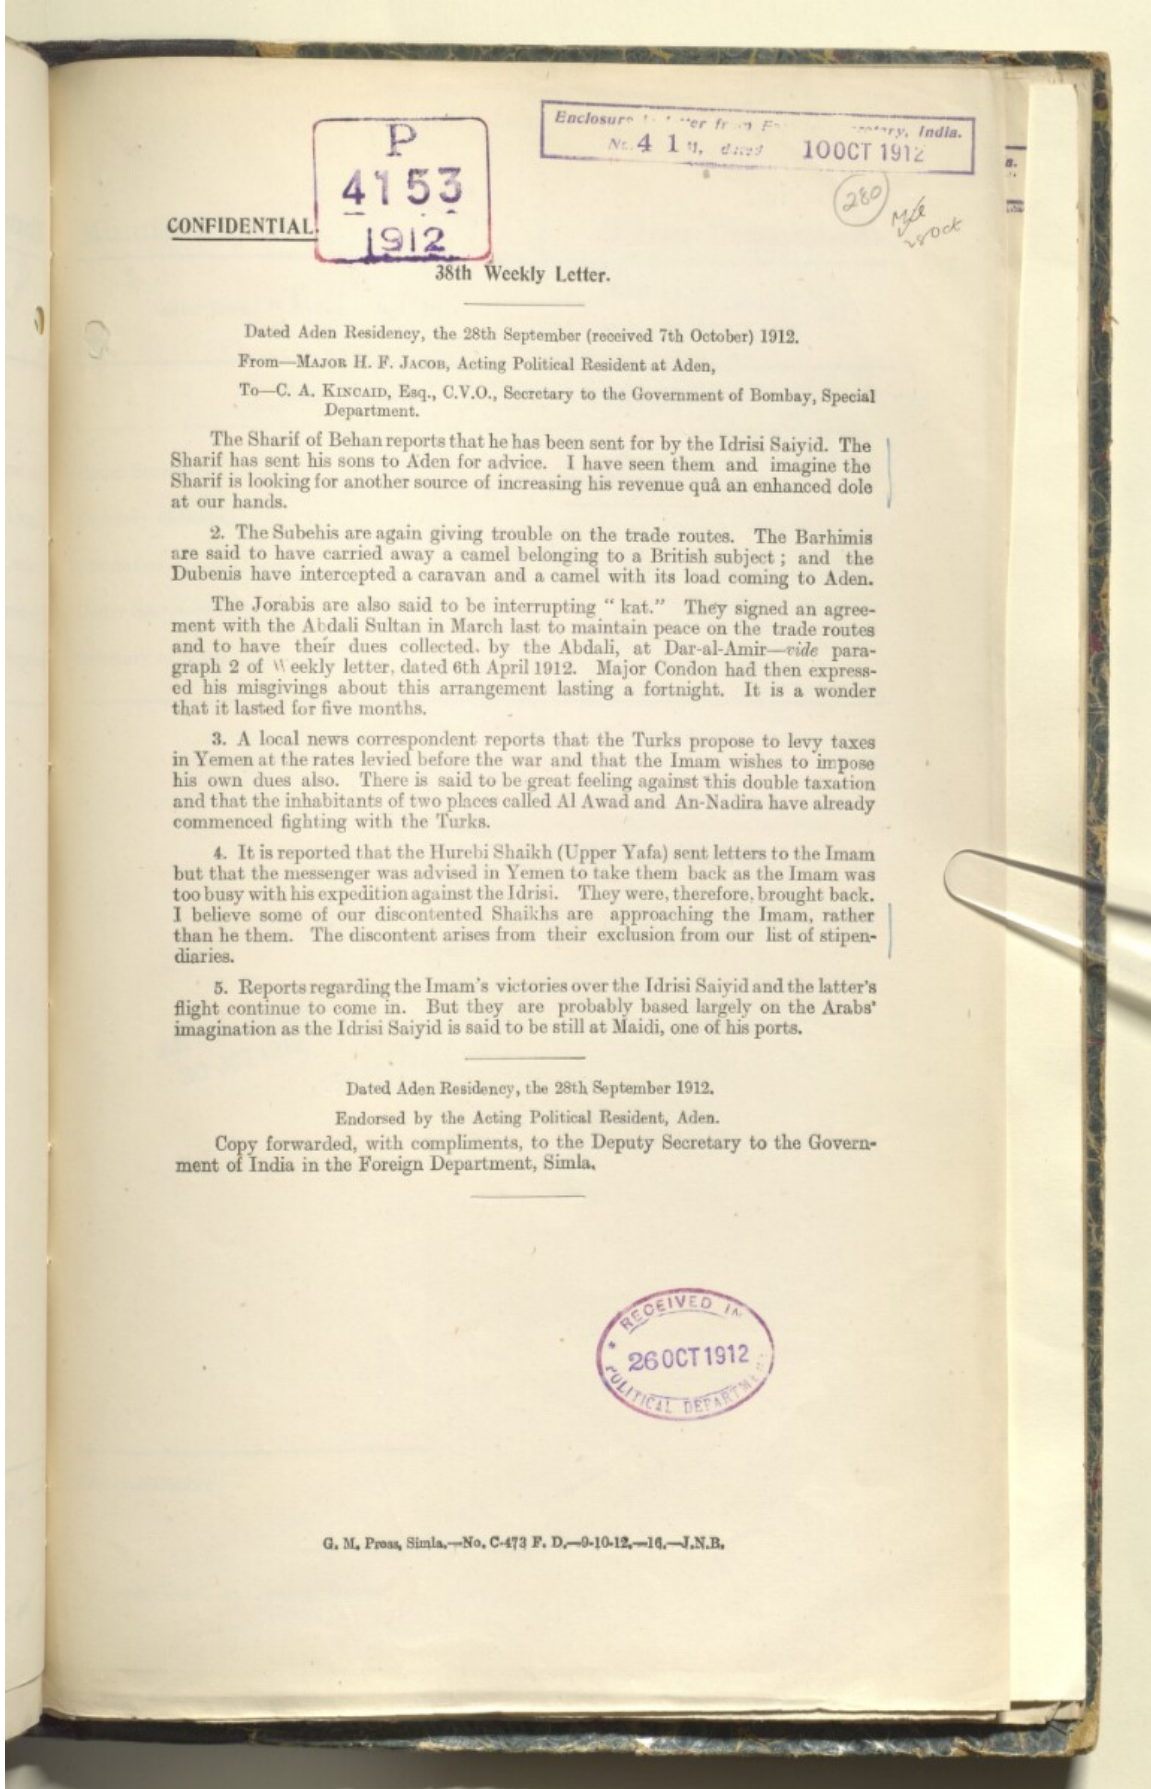 Enclosure
India.
No. 4 1 M, dated 10 OCT 1912
P
4153
1912
280
28 Oct
CONFIDENTIAL.
38th Weekly Letter.
Dated Aden Residency, the 28th September (received 7th October) 1912.
From—MAJOR H. F. JACOB, Acting Political Resident at Aden,
To—C. A. KINCAID, Esq., C.V.O., Secretary to the Government of Bombay, Special
Department.
The Sharif of Behan reports that he has been sent for by the Idrisi Saiyid. The
Sharif has sent his sons to Aden for advice. I have seen them and imagine the
Sharif is looking for another source of increasing his revenue quâ an enhanced dole
at our hands.
2. The Subehis are again giving trouble on the trade routes. The Barhimis
are said to have carried away a camel belonging to a British subject ; and the
Dubenis have intercepted a caravan and a camel with its load coming to Aden.
The Jorabis are also said to be interrupting " kat." They signed an agree-
ment with the Abdali Sultan in March last to maintain peace on the trade routes
and to have their dues collected, by the Abdali, at Dar-al-Amir—vide para-
graph 2 of Weekly letter, dated 6th April 1912. Major Condon had then express-
ed his misgivings about this arrangement lasting a fortnight. It is a wonder
that it lasted for five months.
3. A local news correspondent reports that the Turks propose to levy taxes
in Yemen at the rates levied before the war and that the Imam wishes to impose
his own dues also. There is said to be great feeling against this double taxation
and that the inhabitants of two places called Al Awad and An-Nadira have already
commenced fighting with the Turks.
4. It is reported that the Hurebi Shaikh (Upper Yafa) sent letters to the Imam
but that the messenger was advised in Yemen to take them back as the Imam was
too busy with his expedition against the Idrisi. They were, therefore, brought back.
I believe some of our discontented Shaikhs are approaching the Imam, rather
than he them. The discontent arises from their exclusion from our list of stipen-
diaries.
5. Reports regarding the Imam's victories over the Idrisi Saiyid and the latter's
flight continue to come in. But they are probably based largely on the Arabs'
imagination as the Idrisi Saiyid is said to be still at Maidi, one of his ports.
Dated Aden Residency, the 28th September 1912.
Endorsed by the Acting Political Resident, Aden.
Copy forwarded, with compliments, to the Deputy Secretary to the Govern-
ment of India in the Foreign Department, Simla.
RECEIVED IN
26 OCT 1912
POLITICAL DEPARTMENT
G. M. Press, Simla.—No. C-473 F. D.—9-10-12.—16.—J.N.B.